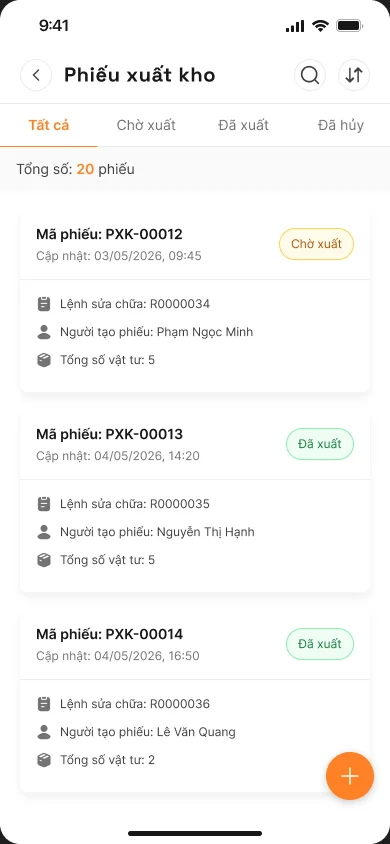 9:41
Phiếu xuất kho
Tất cả
Chờ xuất
Đã xuất
Đã hủy
Tổng số: 20 phiếu
Mã phiếu: PXK-00012
Chờ xuất
Cập nhật: 03/05/2026, 09:45
Lệnh sửa chữa: R0000034
Người tạo phiếu: Phạm Ngọc Minh
Tổng số vật tư: 5
Mã phiếu: PXK-00013
Đã xuất
Cập nhật: 04/05/2026, 14:20
Lệnh sửa chữa: R0000035
Người tạo phiếu: Nguyễn Thị Hạnh
Tổng số vật tư: 5
Mã phiếu: PXK-00014
Đã xuất
Cập nhật: 04/05/2026, 16:50
Lệnh sửa chữa: R0000036
Người tạo phiếu: Lê Văn Quang
Tổng số vật tư: 2